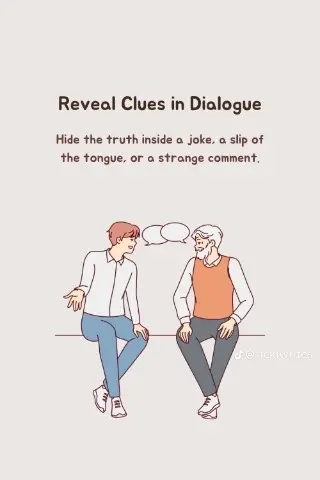 Reveal Clues in Dialogue
Hide the truth inside a joke, a slip of
the tongue, or a strange comment.